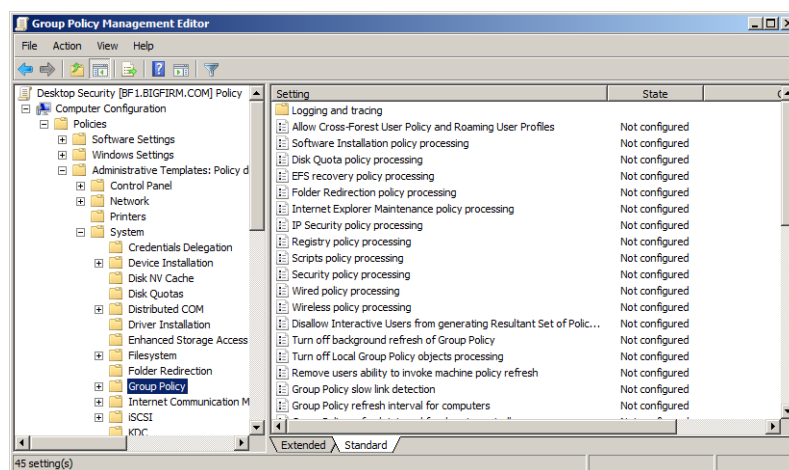 Group Policy Management Editor
File Action View Help
Desktop Security [BF1.BIGFIRM.COM] Policy
Computer Configuration
Policies
Software Settings
Windows Settings
Administrative Templates: Policy d
Control Panel
Network
Printers
System
Credentials Delegation
Device Installation
Disk NV Cache
Disk Quotas
Distributed COM
Driver Installation
Enhanced Storage Access
Filesystem
Folder Redirection
Group Policy
Internet Communication M
iSCSI
KDC
Setting State
Logging and tracing
Allow Cross-Forest User Policy and Roaming User Profiles Not configured
Software Installation policy processing Not configured
Disk Quota policy processing Not configured
EFS recovery policy processing Not configured
Folder Redirection policy processing Not configured
Internet Explorer Maintenance policy processing Not configured
IP Security policy processing Not configured
Registry policy processing Not configured
Scripts policy processing Not configured
Security policy processing Not configured
Wired policy processing Not configured
Wireless policy processing Not configured
Disallow Interactive Users from generating Resultant Set of Polic... Not configured
Turn off background refresh of Group Policy Not configured
Turn off Local Group Policy objects processing Not configured
Remove users ability to invoke machine policy refresh Not configured
Group Policy slow link detection Not configured
Group Policy refresh interval for computers Not configured
Extended Standard
45 setting(s)